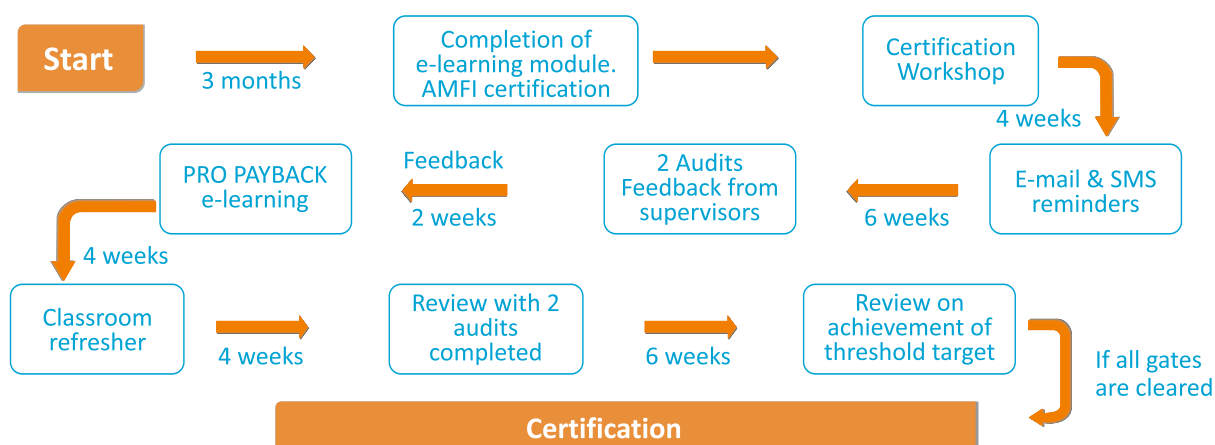 Start
3 months
Completion of
e-learning module.
AMFI certification
Certification
Workshop
4 weeks
E-mail & SMS
reminders
6 weeks
2 Audits
Feedback from
supervisors
Feedback
2 weeks
PRO PAYBACK
e-learning
4 weeks
Classroom
refresher
4 weeks
Review with 2
audits
completed
6 weeks
Review on
achievement of
threshold target
If all gates
are cleared
Certification